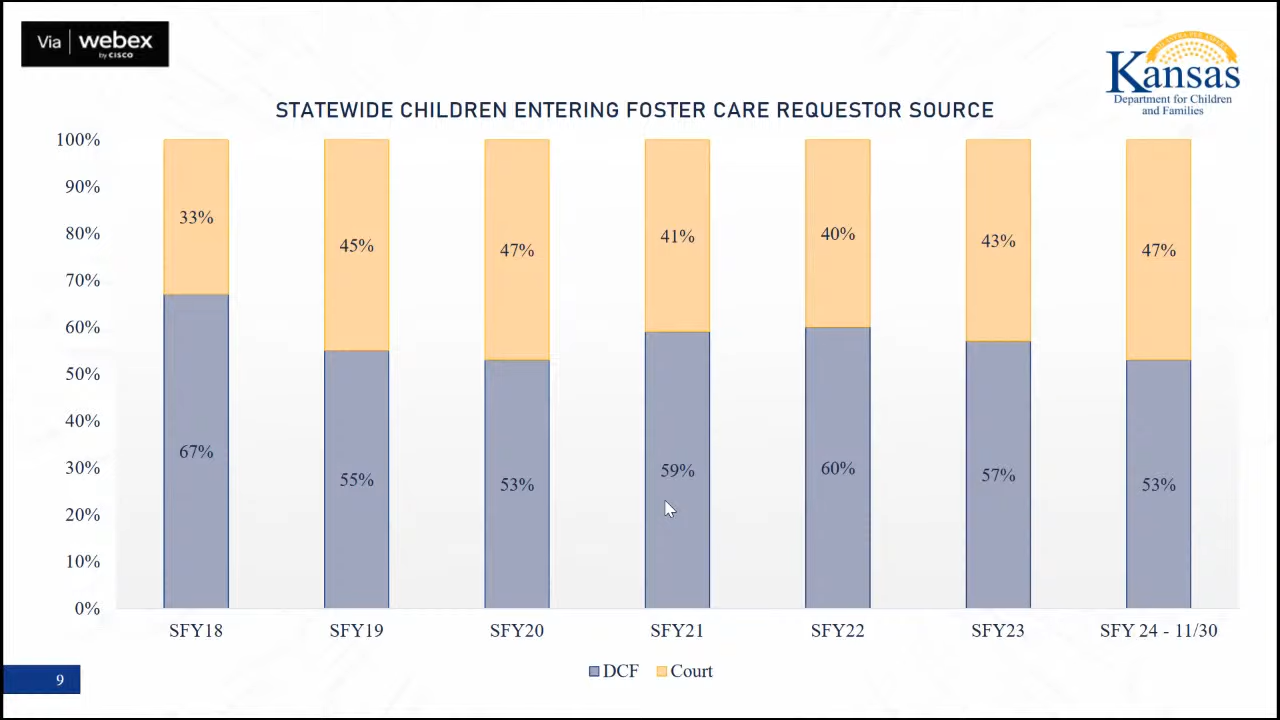 Via webex
by CISCO
Kansas
Department for Children
and Families
STATEWIDE CHILDREN ENTERING FOSTER CARE REQUESTOR SOURCE
100%
90%
80%
70%
60%
50%
40%
30%
20%
10%
0%
33%
45%
47%
41%
40%
43%
47%
67%
55%
53%
59%
60%
57%
53%
SFY18
SFY19
SFY20
SFY21
SFY22
SFY23
SFY 24 - 11/30
DCF
Court
9